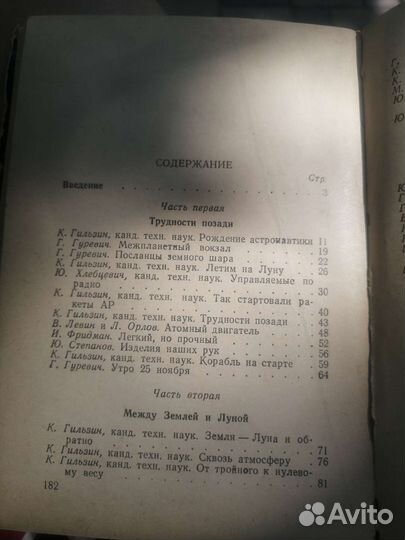 СОДЕРЖАНИЕ
Стр.
Введение . . . . . . . . . . . 3
Часть первая
Трудности позади
К. Гильзин, канд. техн. наук. Рождение астронавтики 11
Г. Гуревич. Межпланетный вокзал . . . . 19
Г. Гуревич. Посланцы земного шара . . . . 22
К. Гильзин, канд. техн. наук. Летим на Луну . . 26
Ю. Хлебцевич, канд. техн. наук. Управляемые по
радио . . . . . . . . . . . 30
К. Гильзин, канд. техн. наук. Так стартовали ра-
кеты АР . . . . . . . . . . 40
К. Гильзин, канд. техн. наук. Трудности позади . 43
В. Левин и Л. Орлов. Атомный двигатель . . . 48
И. Фридман. Легкий, но прочный . . . . 52
Ю. Степанов. Изделия наших рук . . . . 56
К. Гильзин, канд. техн. наук. Корабль на старте . 59
Г. Гуревич. Утро 25 ноября . . . . . . 64
Часть вторая
Между Землей и Луной
К. Гильзин, канд. техн. наук. Земля — Луна и об-
ратно . . . . . . . . . . . 71
К. Гильзин, канд. техн. наук. Сквозь атмосферу . 76
К. Гильзин, канд. техн. наук. От тройного к нулево-
му весу . . . . . . . . . . 81
182
Г.
К.
К.
М.
Ю.
Ю.
Avito